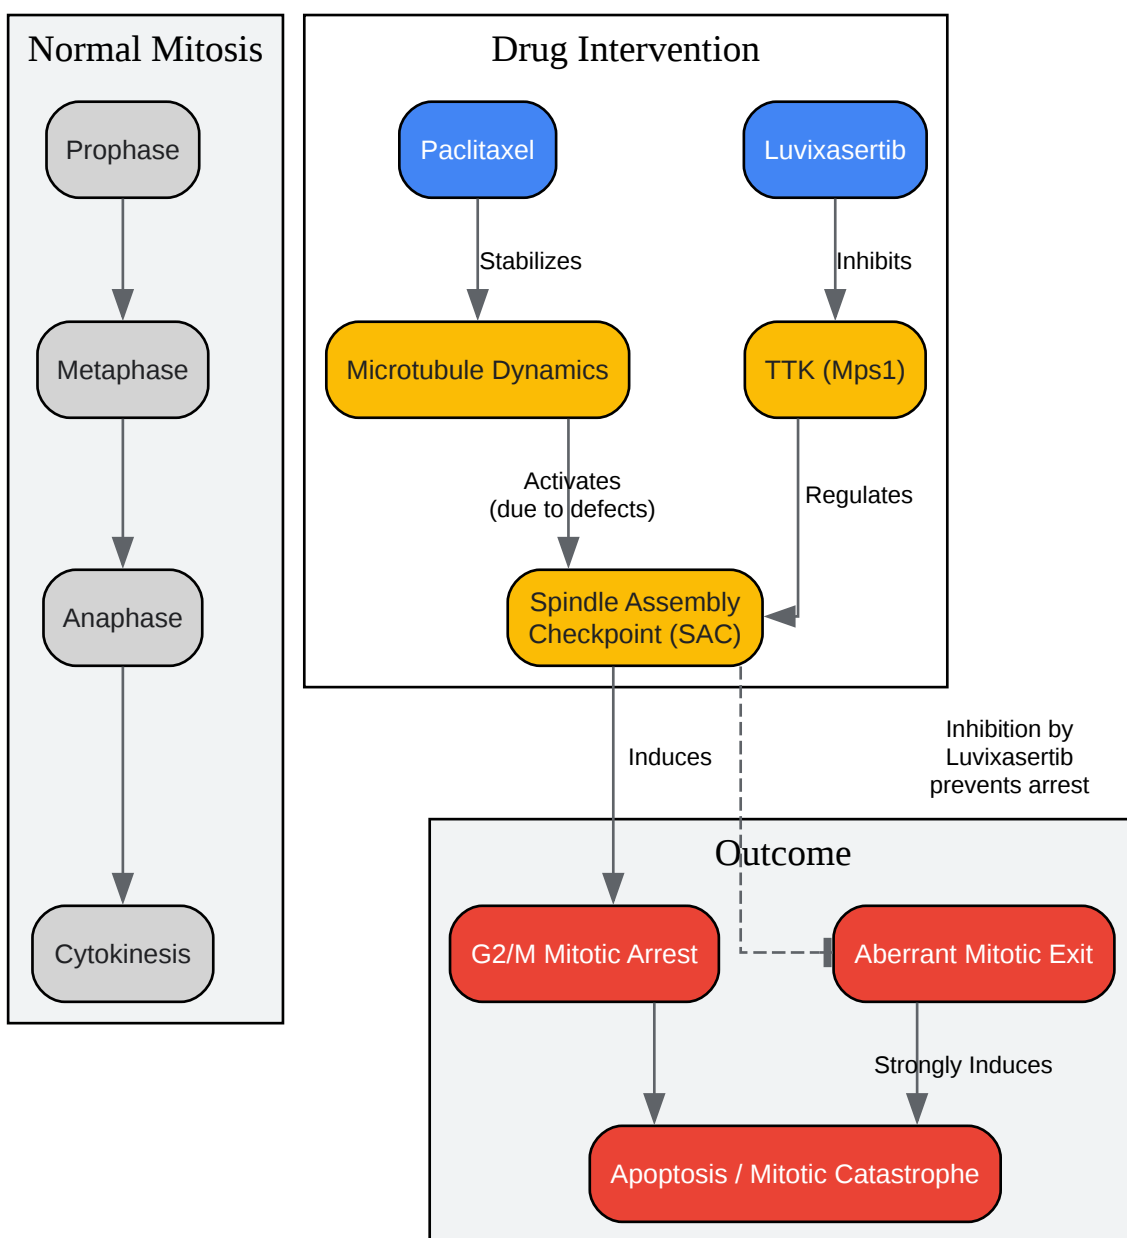 Normal Mitosis
Prophase
Metaphase
Anaphase
Cytokinesis
Drug Intervention
Paclitaxel
Luvixasertib
Stabilizes
Inhibits
Microtubule Dynamics
TTK (Mps1)
Activates
(due to defects)
Regulates
Spindle Assembly
Checkpoint (SAC)
Induces
Inhibition by
Luvixasertib
prevents arrest
Outcome
G2/M Mitotic Arrest
Aberrant Mitotic Exit
Strongly Induces
Apoptosis / Mitotic Catastrophe